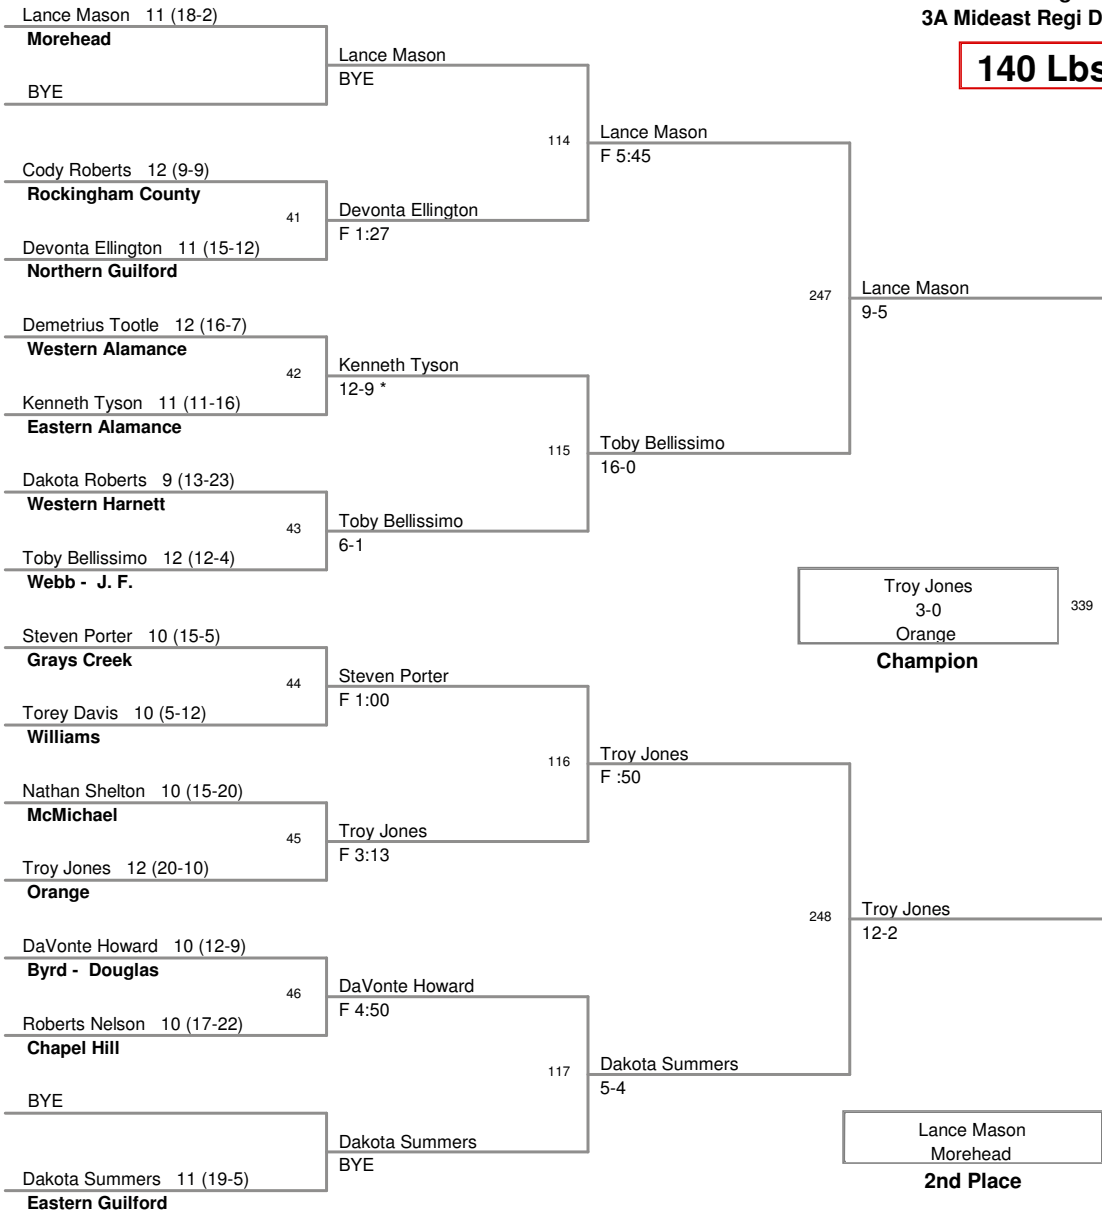 3A Mideast Regi D
140 Lbs
Lance Mason 11 (18-2)
Morehead
BYE
Cody Roberts 12 (9-9)
Rockingham County
41
Devonta Ellington 11 (15-12)
Northern Guilford
Demetrius Tootle 12 (16-7)
Western Alamance
42
Kenneth Tyson 11 (11-16)
Eastern Alamance
Dakota Roberts 9 (13-23)
Western Harnett
43
Toby Bellissimo 12 (12-4)
Webb - J. F.
Steven Porter 10 (15-5)
Grays Creek
44
Torey Davis 10 (5-12)
Williams
Nathan Shelton 10 (15-20)
McMichael
45
Troy Jones 12 (20-10)
Orange
DaVonte Howard 10 (12-9)
Byrd - Douglas
46
Roberts Nelson 10 (17-22)
Chapel Hill
BYE
Dakota Summers 11 (19-5)
Eastern Guilford
Lance Mason
BYE
114
Devonta Ellington
F 1:27
Kenneth Tyson
12-9 *
115
Toby Bellissimo
6-1
Steven Porter
F 1:00
116
Troy Jones
F 3:13
DaVonte Howard
F 4:50
117
Dakota Summers
BYE
Lance Mason
F 5:45
247
Toby Bellissimo
16-0
Troy Jones
F :50
248
Dakota Summers
5-4
Lance Mason
9-5
Troy Jones
12-2
Troy Jones
3-0
Orange
339
Champion
Lance Mason
Morehead
2nd Place